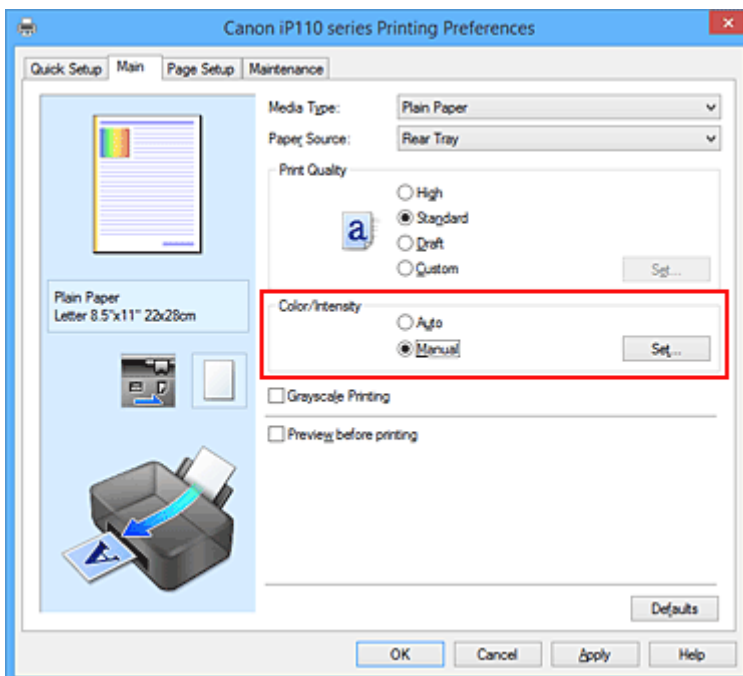 Canon iP110 series Printing Preferences
Quick Setup Main Page Setup Maintenance
Media Type: Plain Paper
Paper Source: Rear Tray
Print Quality
High
a Standard
Draft
Custom Set...
Plain Paper
Letter 8.5"x11" 22x28cm
Color/Intensity
Auto
Manual Set...
Grayscale Printing
Preview before printing
A
Defaults
OK Cancel Apply Help